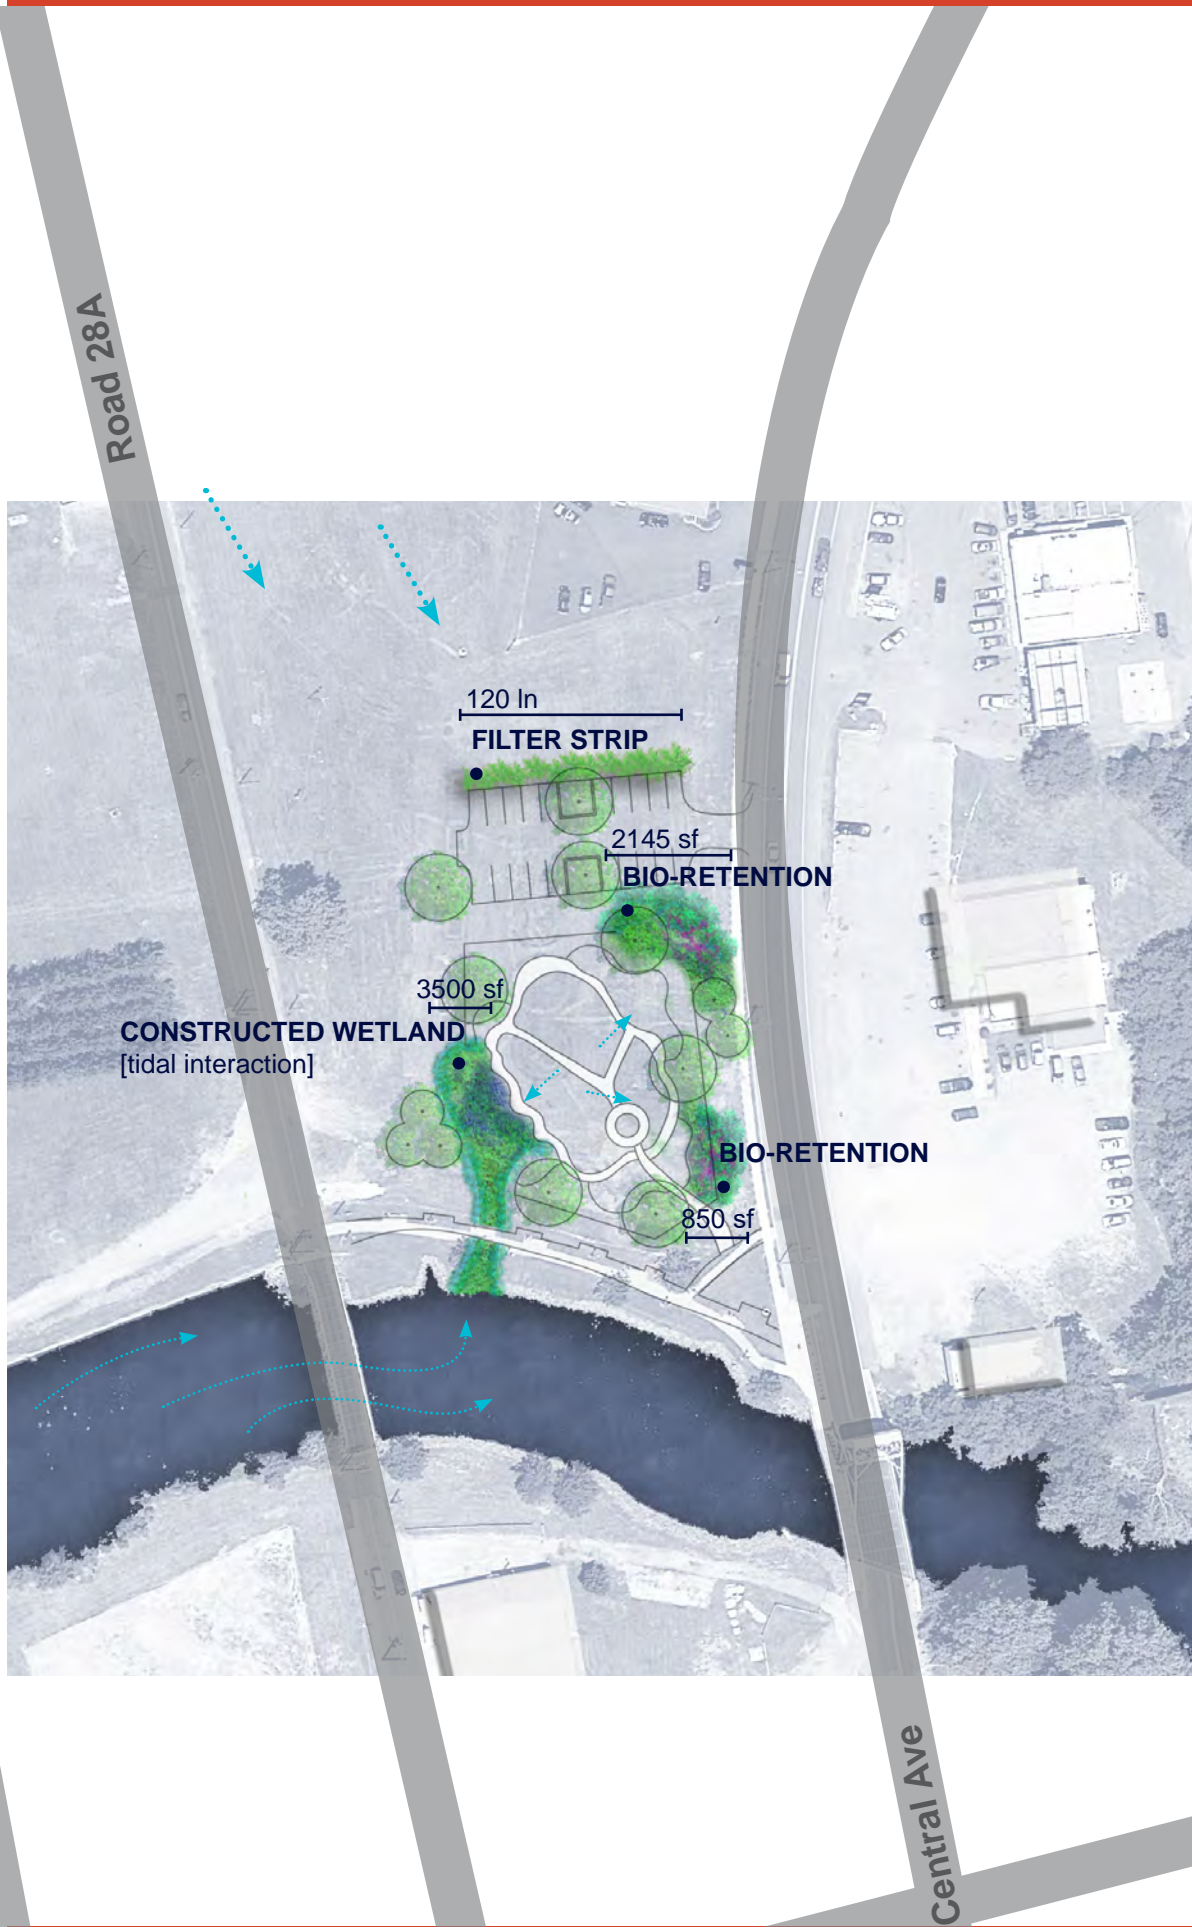 Road 28A
120 ln
FILTER STRIP
2145 sf
BIO-RETENTION
3500 sf
CONSTRUCTED WETLAND
[tidal interaction]
BIO-RETENTION
850 sf
Central Ave